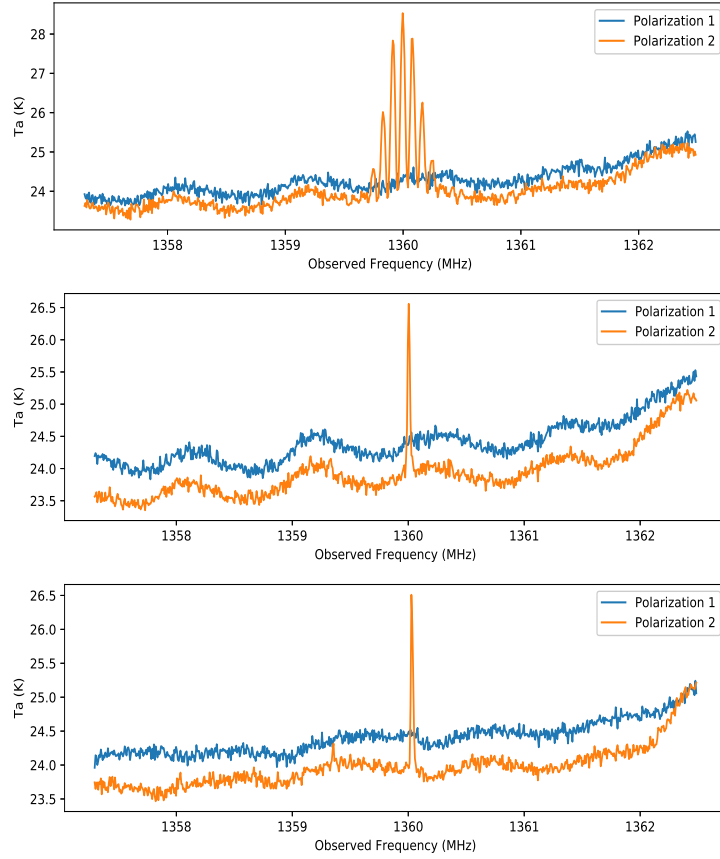 28
27
26
25
24
Ta (K)
Polarization 1
Polarization 2
1358 1359 1360 1361 1362
Observed Frequency (MHz)
26.5
26.0
25.5
25.0
24.5
24.0
23.5
Ta (K)
Polarization 1
Polarization 2
1358 1359 1360 1361 1362
Observed Frequency (MHz)
26.5
26.0
25.5
25.0
24.5
24.0
23.5
Ta (K)
Polarization 1
Polarization 2
1358 1359 1360 1361 1362
Observed Frequency (MHz)